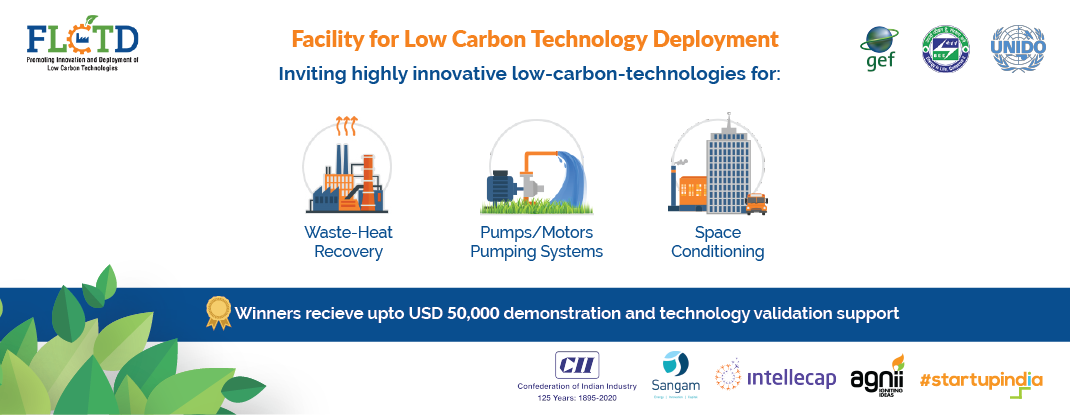 FLCTD
Promoting Innovation and Deployment of
Low Carbon Technologies
Facility for Low Carbon Technology Deployment
Inviting highly innovative low-carbon-technologies for:
gef
UNIDO
Waste-Heat
Recovery
Pumps/Motors
Pumping Systems
Space
Conditioning
Winners recieve upto USD 50,000 demonstration and technology validation support
CII
Confederation of Indian Industry
125 Years: 1895-2020
Sangam
intellecap
agnii
IGNITING
IDEAS
#startupindia